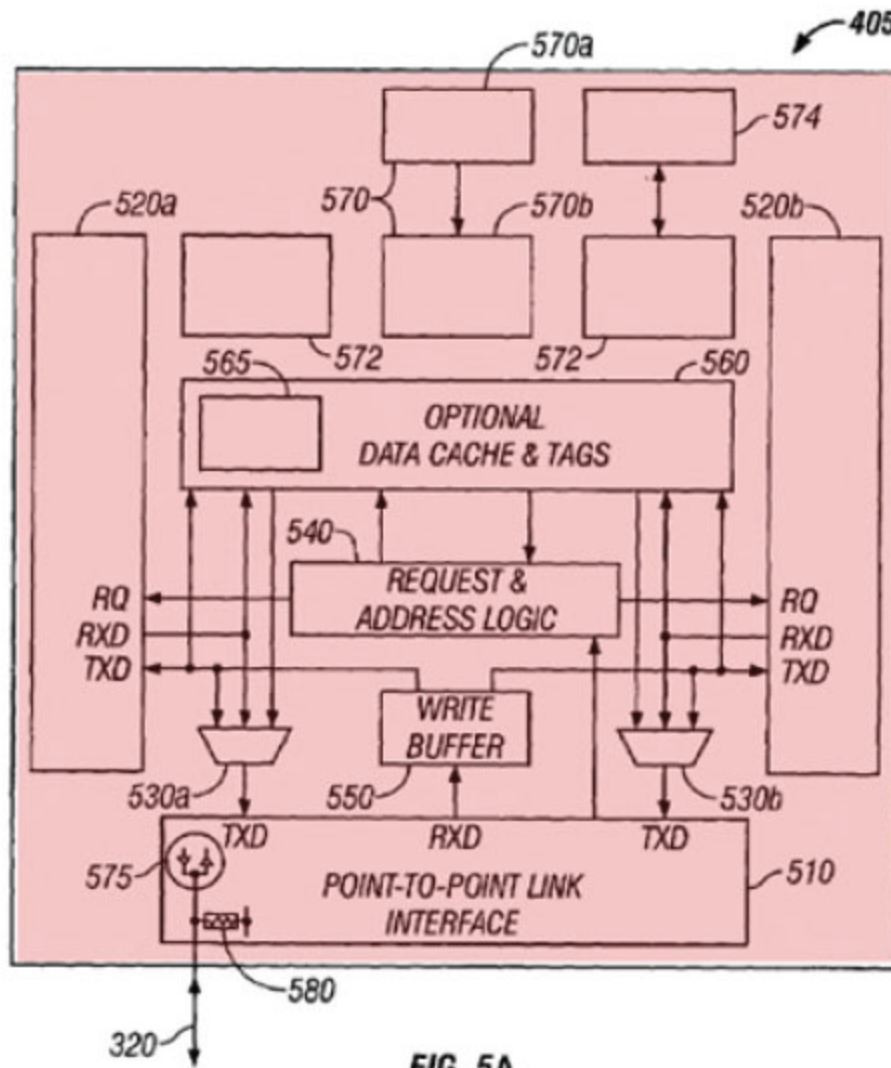 405
570a
574
520a
570
570b
520b
572
572
565
560
OPTIONAL
DATA CACHE & TAGS
540
REQUEST &
ADDRESS LOGIC
RQ
RXD
TXD
RQ
RXD
TXD
WRITE
BUFFER
530a
550
530b
TXD
RXD
TXD
575
510
POINT-TO-POINT LINK
INTERFACE
580
320
FIG. 5A